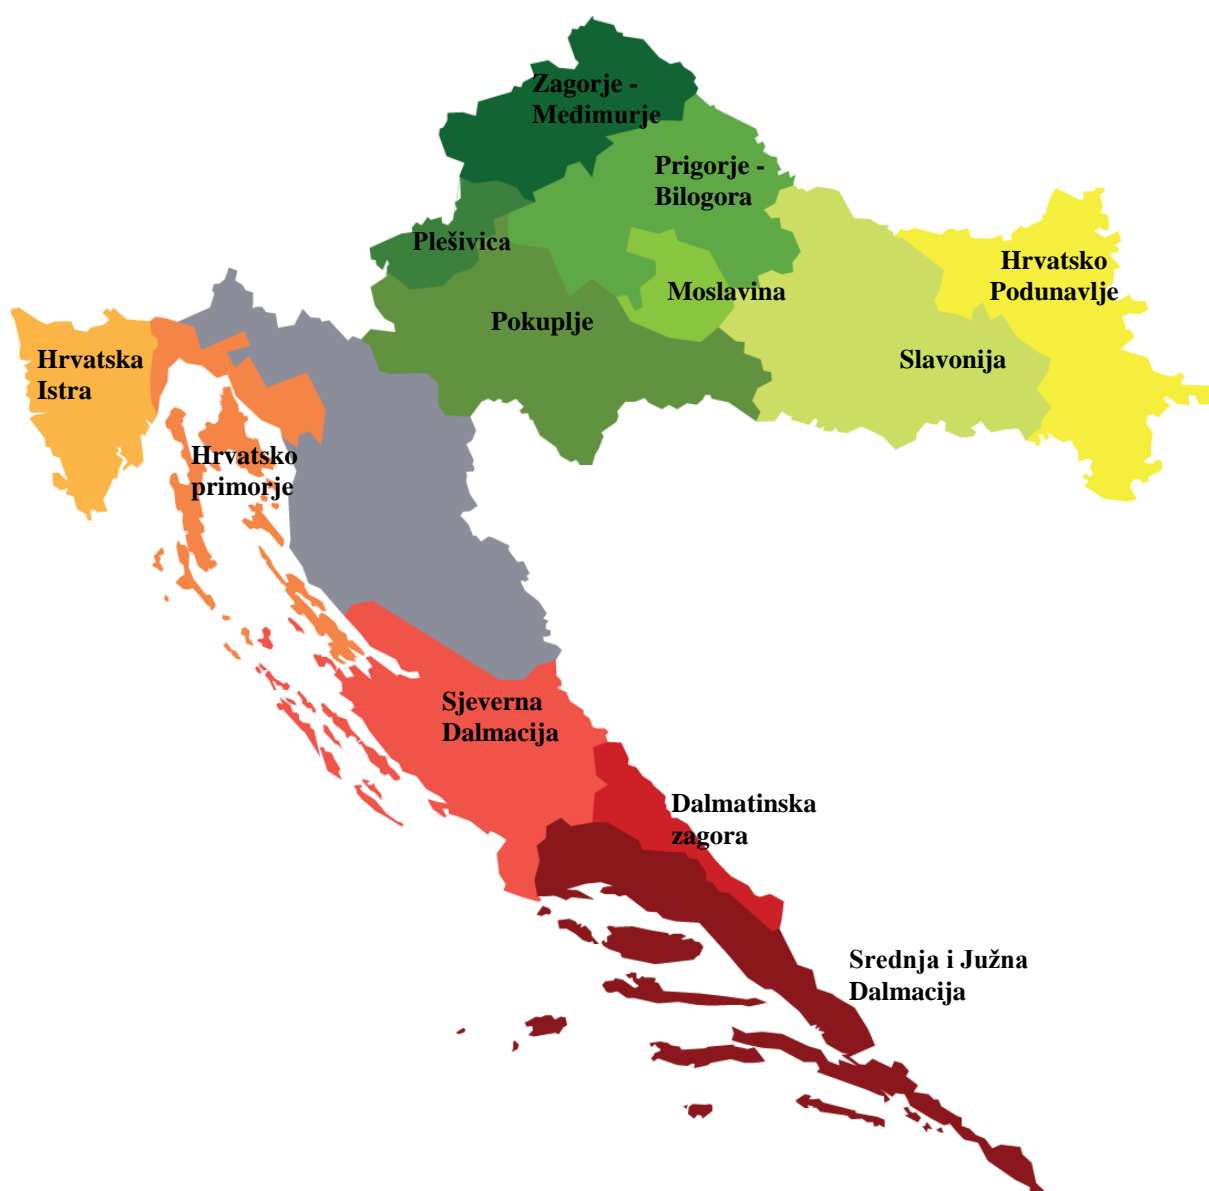 Zagorje -
Međimurje
Prigorje -
Bilogora
Plešivica
Hrvatsko
Podunavlje
Moslavina
Pokuplje
Hrvatska
Istra
Slavonija
Hrvatsko
primorje
Sjeverna
Dalmacija
Dalmatinska
zagora
Srednja i Južna
Dalmacija